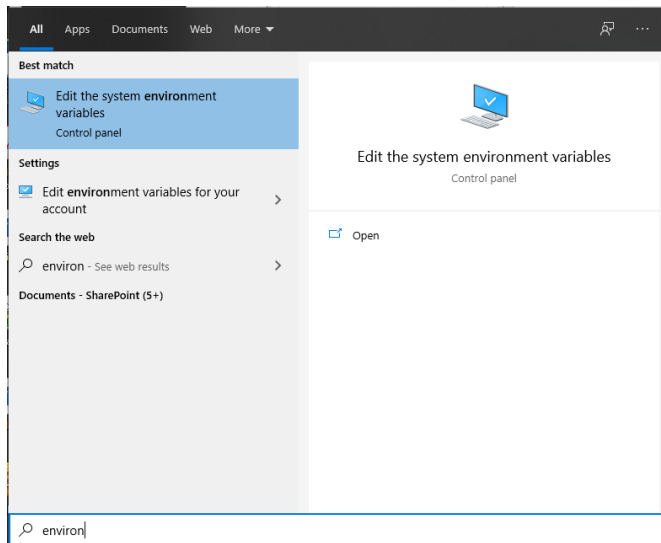 All Apps Documents Web More
Best match
Edit the system environment
variables
Control panel
Settings
Edit environment variables for your
account
Search the web
environ - See web results
Documents - SharePoint (5+)
Edit the system environment variables
Control panel
Open
environ